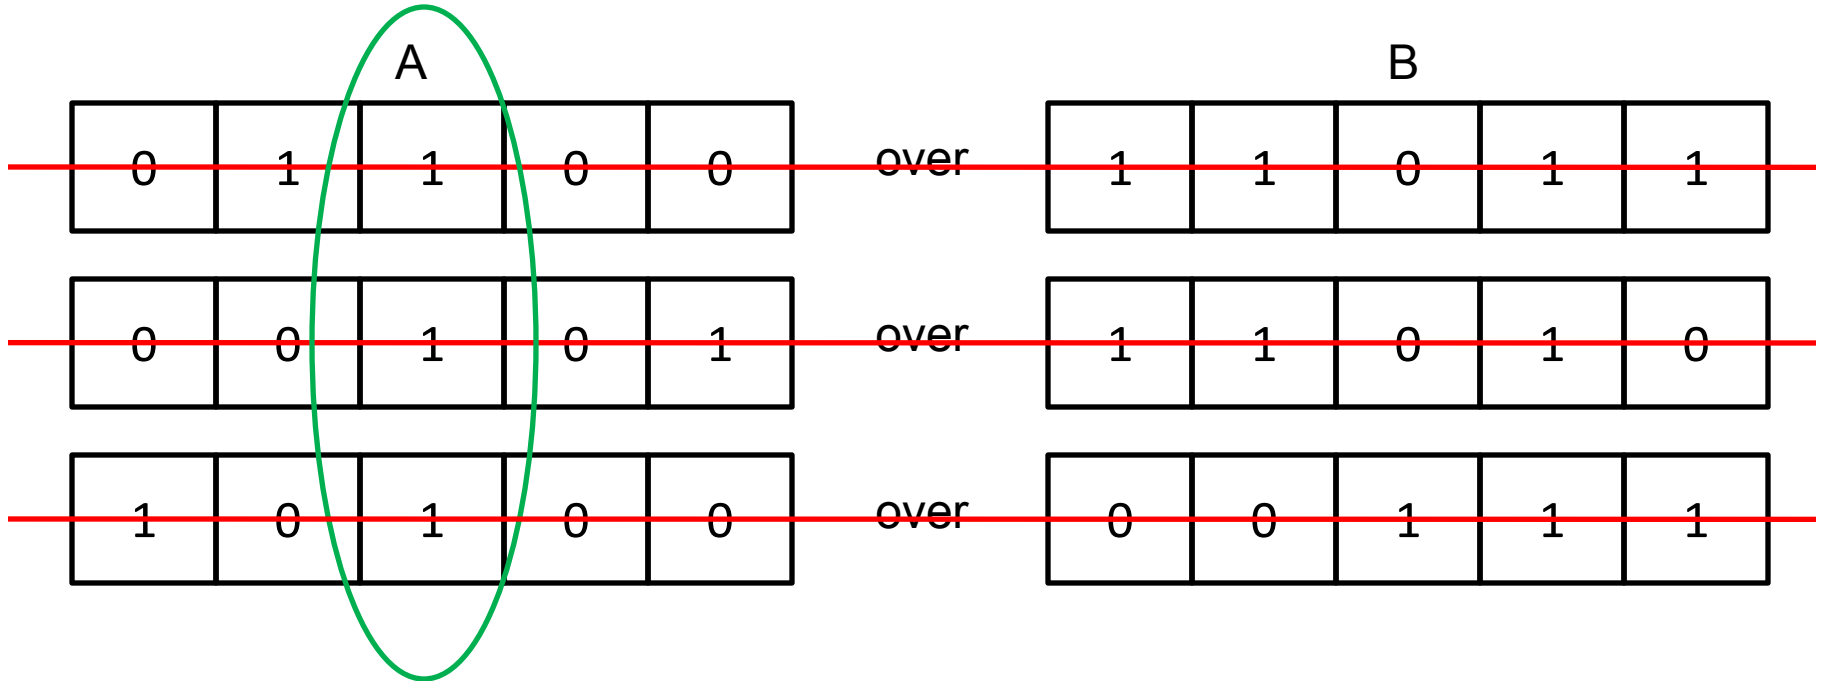 A B
0 1 1 0 0 over 1 1 0 1 1
0 0 1 0 1 over 1 1 0 1 0
1 0 1 0 0 over 0 0 1 1 1